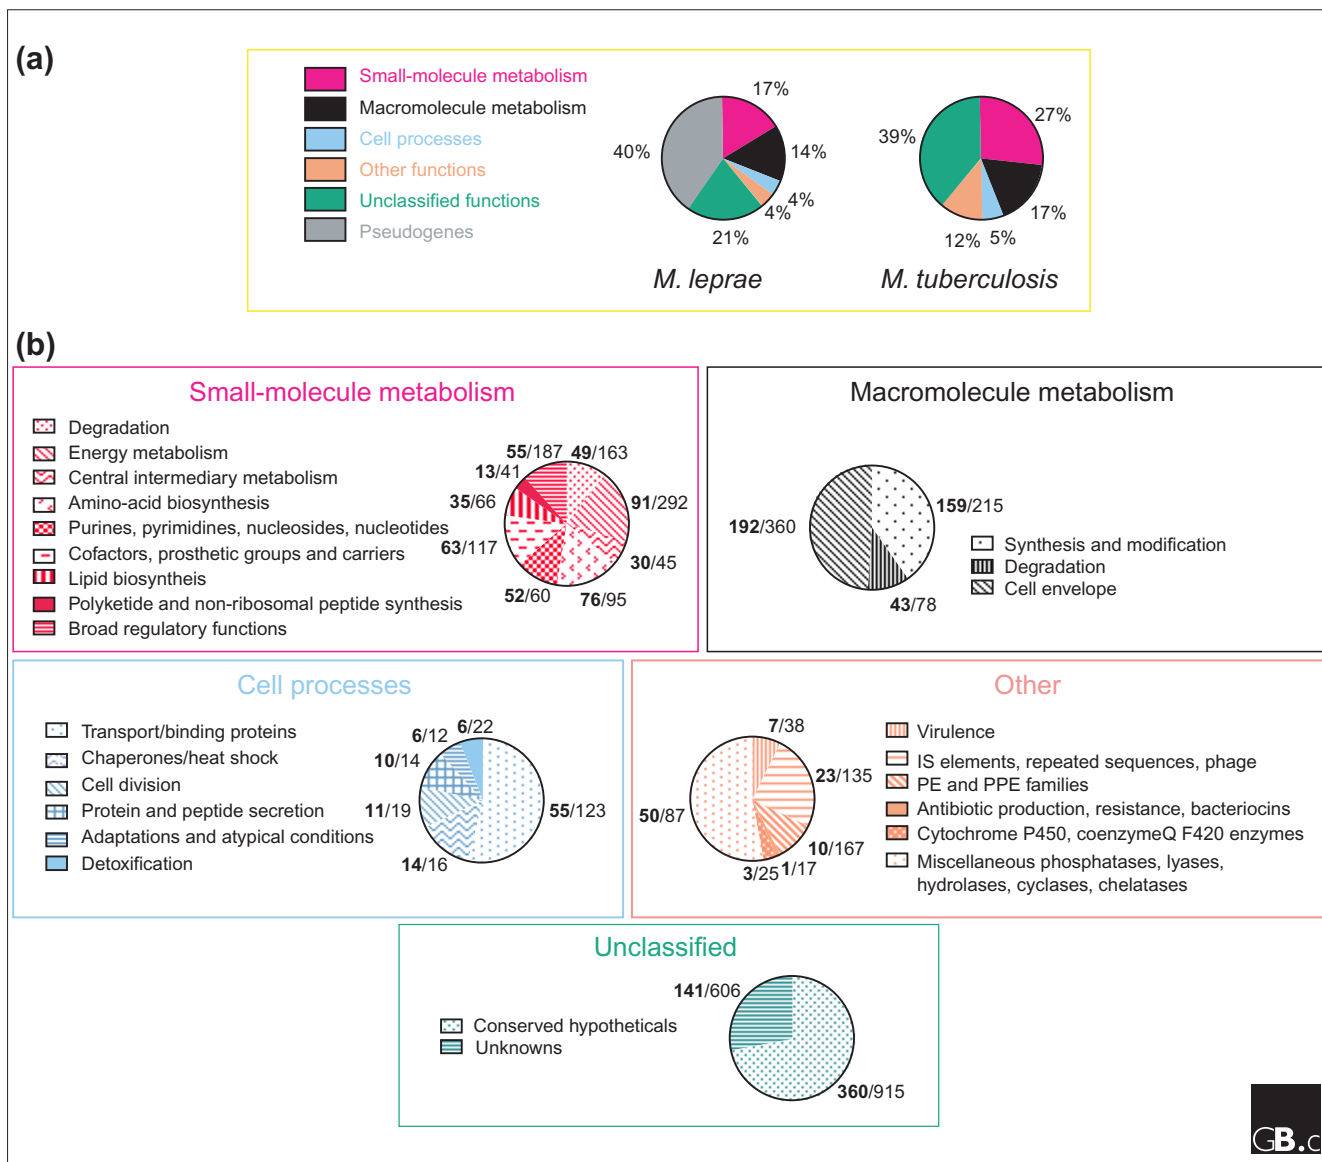 (a)
Small-molecule metabolism
Macromolecule metabolism
Cell processes
Other functions
Unclassified functions
Pseudogenes
17%
14%
4%
4%
21%
40%
M. leprae
27%
17%
5%
12%
39%
M. tuberculosis
(b)
Small-molecule metabolism
Degradation
Energy metabolism
Central intermediary metabolism
Amino-acid biosynthesis
Purines, pyrimidines, nucleosides, nucleotides
Cofactors, prosthetic groups and carriers
Lipid biosyntheis
Polyketide and non-ribosomal peptide synthesis
Broad regulatory functions
55/187
49/163
13/41
35/66
91/292
63/117
30/45
52/60
76/95
Macromolecule metabolism
159/215
192/360
43/78
Synthesis and modification
Degradation
Cell envelope
Cell processes
Transport/binding proteins
Chaperones/heat shock
Cell division
Protein and peptide secretion
Adaptations and atypical conditions
Detoxification
6/22
6/12
10/14
11/19
55/123
14/16
Other
7/38
23/135
50/87
10/167
1/17
3/25
Virulence
IS elements, repeated sequences, phage
PE and PPE families
Antibiotic production, resistance, bacteriocins
Cytochrome P450, coenzymeQ F420 enzymes
Miscellaneous phosphatases, lyases,
hydrolases, cyclases, chelatases
Unclassified
141/606
Conserved hypotheticals
Unknowns
360/915
GB.c